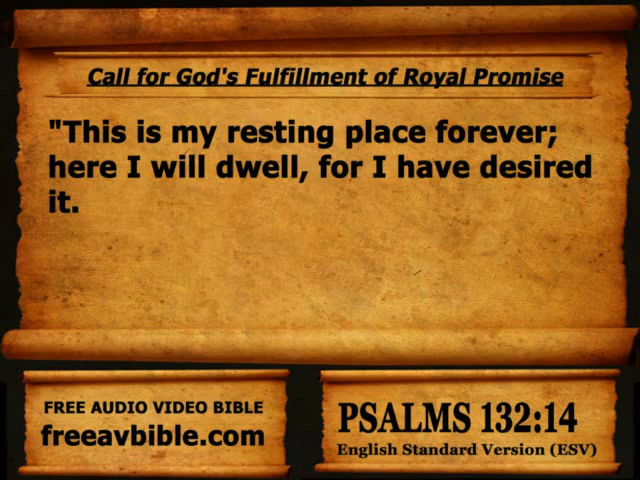 Call for God's Fulfillment of Royal Promise
"This is my resting place forever;
here I will dwell, for I have desired
it.
FREE AUDIO VIDEO BIBLE
freeavbible.com
PSALMS 132:14
English Standard Version (ESV)